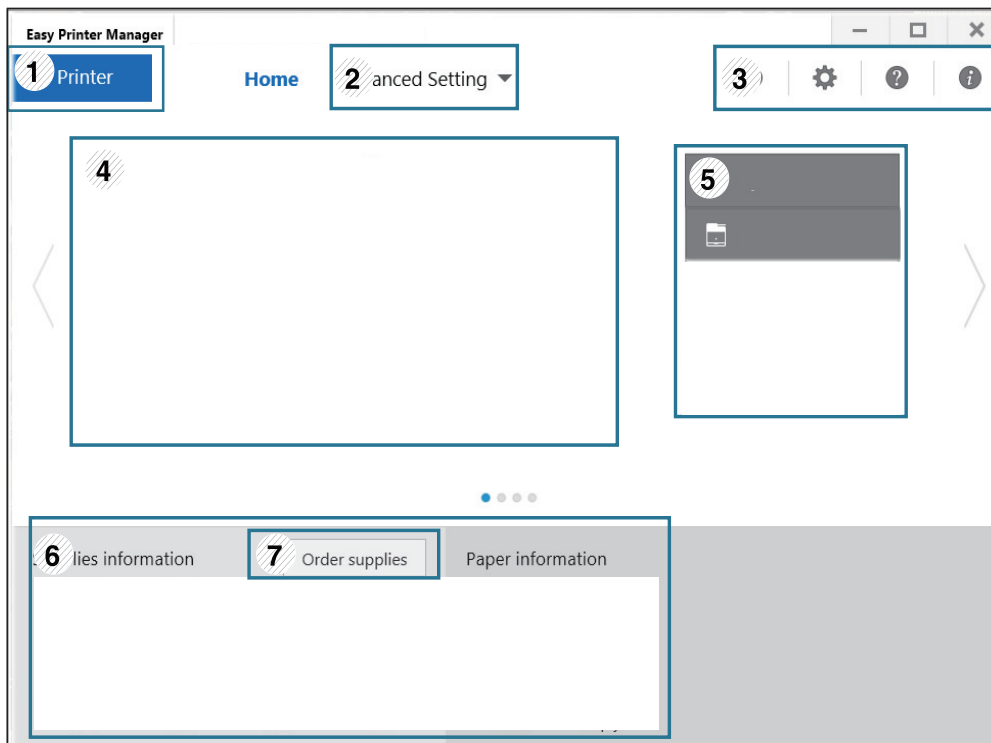 Easy Printer Manager
1 Printer
Home
2 anced Setting
3
4
5
6 lies information
7 Order supplies
Paper information